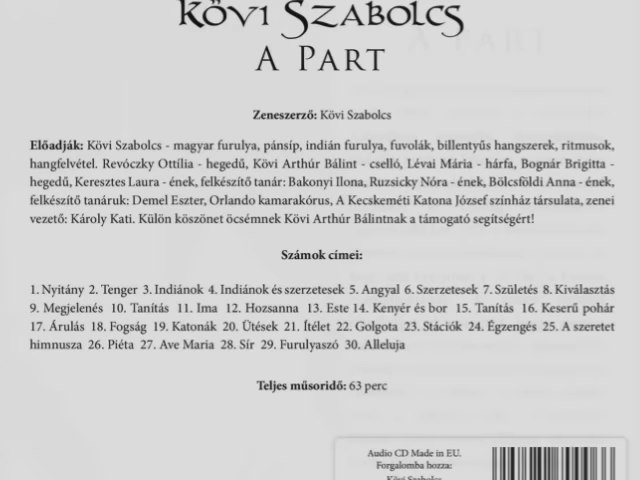 Kövi Szabolcs
A Part
Zeneszerző: Kövi Szabolcs
Előadják: Kövi Szabolcs - magyar furulya, pánsíp, indián furulya, fuvolák, billentyűs hangszerek, ritmusok,
hangfelvétel. Revóczky Ottília - hegedű, Kövi Arthúr Bálint - cselló, Lévai Mária - hárfa, Bognár Brigitta -
hegedű, Keresztes Laura - ének, felkészítő tanár: Bakonyi Ilona, Ruzsicky Nóra - ének, Bölcsföldi Anna - ének,
felkészítő tanáruk: Demel Eszter, Orlando kamarakórus, A Kecskeméti Katona József színház társulata, zenei
vezető: Károly Kati. Külön köszönet öcsémnek Kövi Arthúr Bálintnak a támogató segítségért!
Számok címei:
1. Nyitány 2. Tenger 3. Indiánok 4. Indiánok és szerzetesek 5. Angyal 6. Szerzetesek 7. Születés 8. Kiválasztás
9. Megjelenés 10. Tanítás 11. Ima 12. Hozsanna 13. Este 14. Kenyér és bor 15. Tanítás 16. Keserű pohár
17. Árulás 18. Fogság 19. Katonák 20. Ütések 21. Ítélet 22. Golgota 23. Stációk 24. Égzengés 25. A szeretet
himnusza 26. Piéta 27. Ave Maria 28. Sír 29. Furulyaszó 30. Alleluja
Teljes műsoridő: 63 perc
Audio CD Made in EU.
Forgalomba hozza:
Kövi Szabolcs